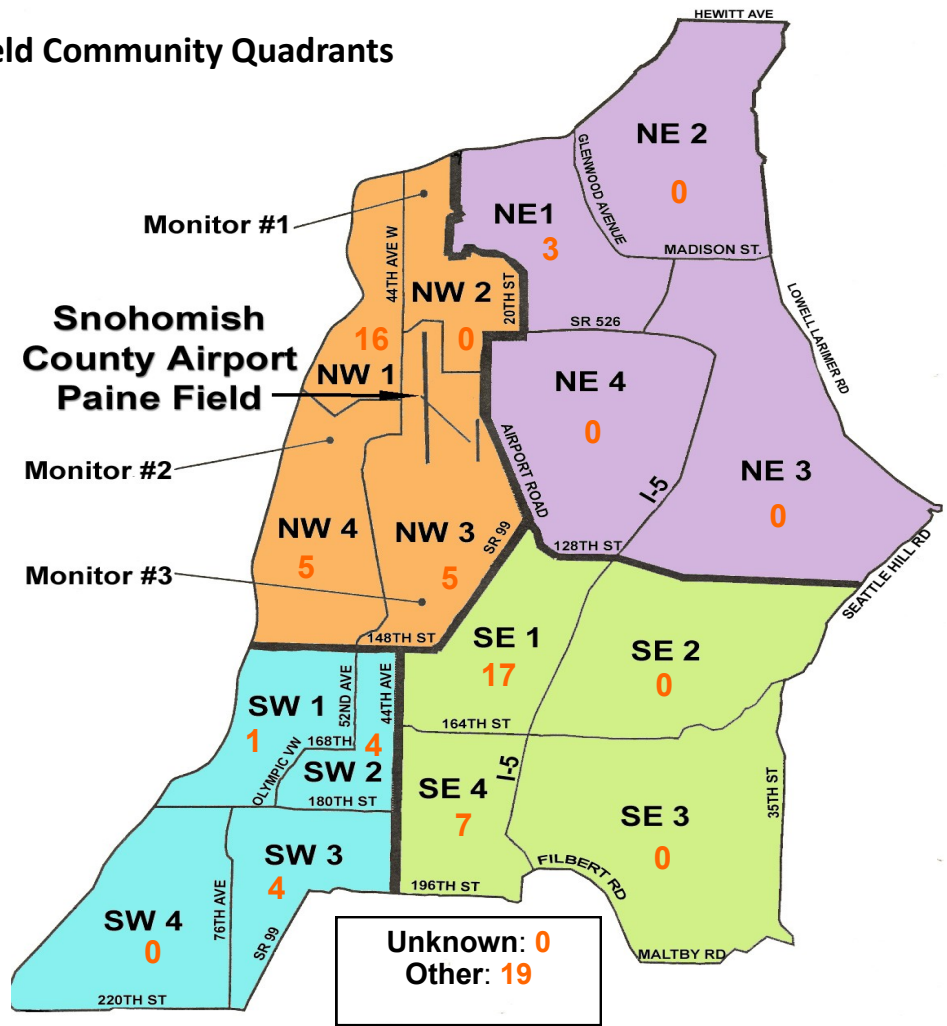 eld Community Quadrants
HEWITT AVE
NE 2
0
GLENWOOD AVENUE
MADISON ST.
NE1
3
Monitor #1
44TH AVE W
NW 2
0
20TH ST
SR 526
LOWELL LARIMER RD
Snohomish
County Airport
Paine Field
16
NW 1
NE 4
0
AIRPORT ROAD
I-5
NE 3
0
Monitor #2
NW 4
5
NW 3
5
SR 99
128TH ST
SEATTLE HILL RD
Monitor #3
148TH ST
SE 1
17
SE 2
0
SW 1
1
52ND AVE
44TH AVE
168TH
4
OLYMPIC VW
SW 2
180TH ST
164TH ST
I-5
35TH ST
SE 4
7
SE 3
0
SW 3
4
FILBERT RD
196TH ST
SW 4
0
76TH AVE
SR 99
MALTBY RD
220TH ST
Unknown: 0
Other: 19